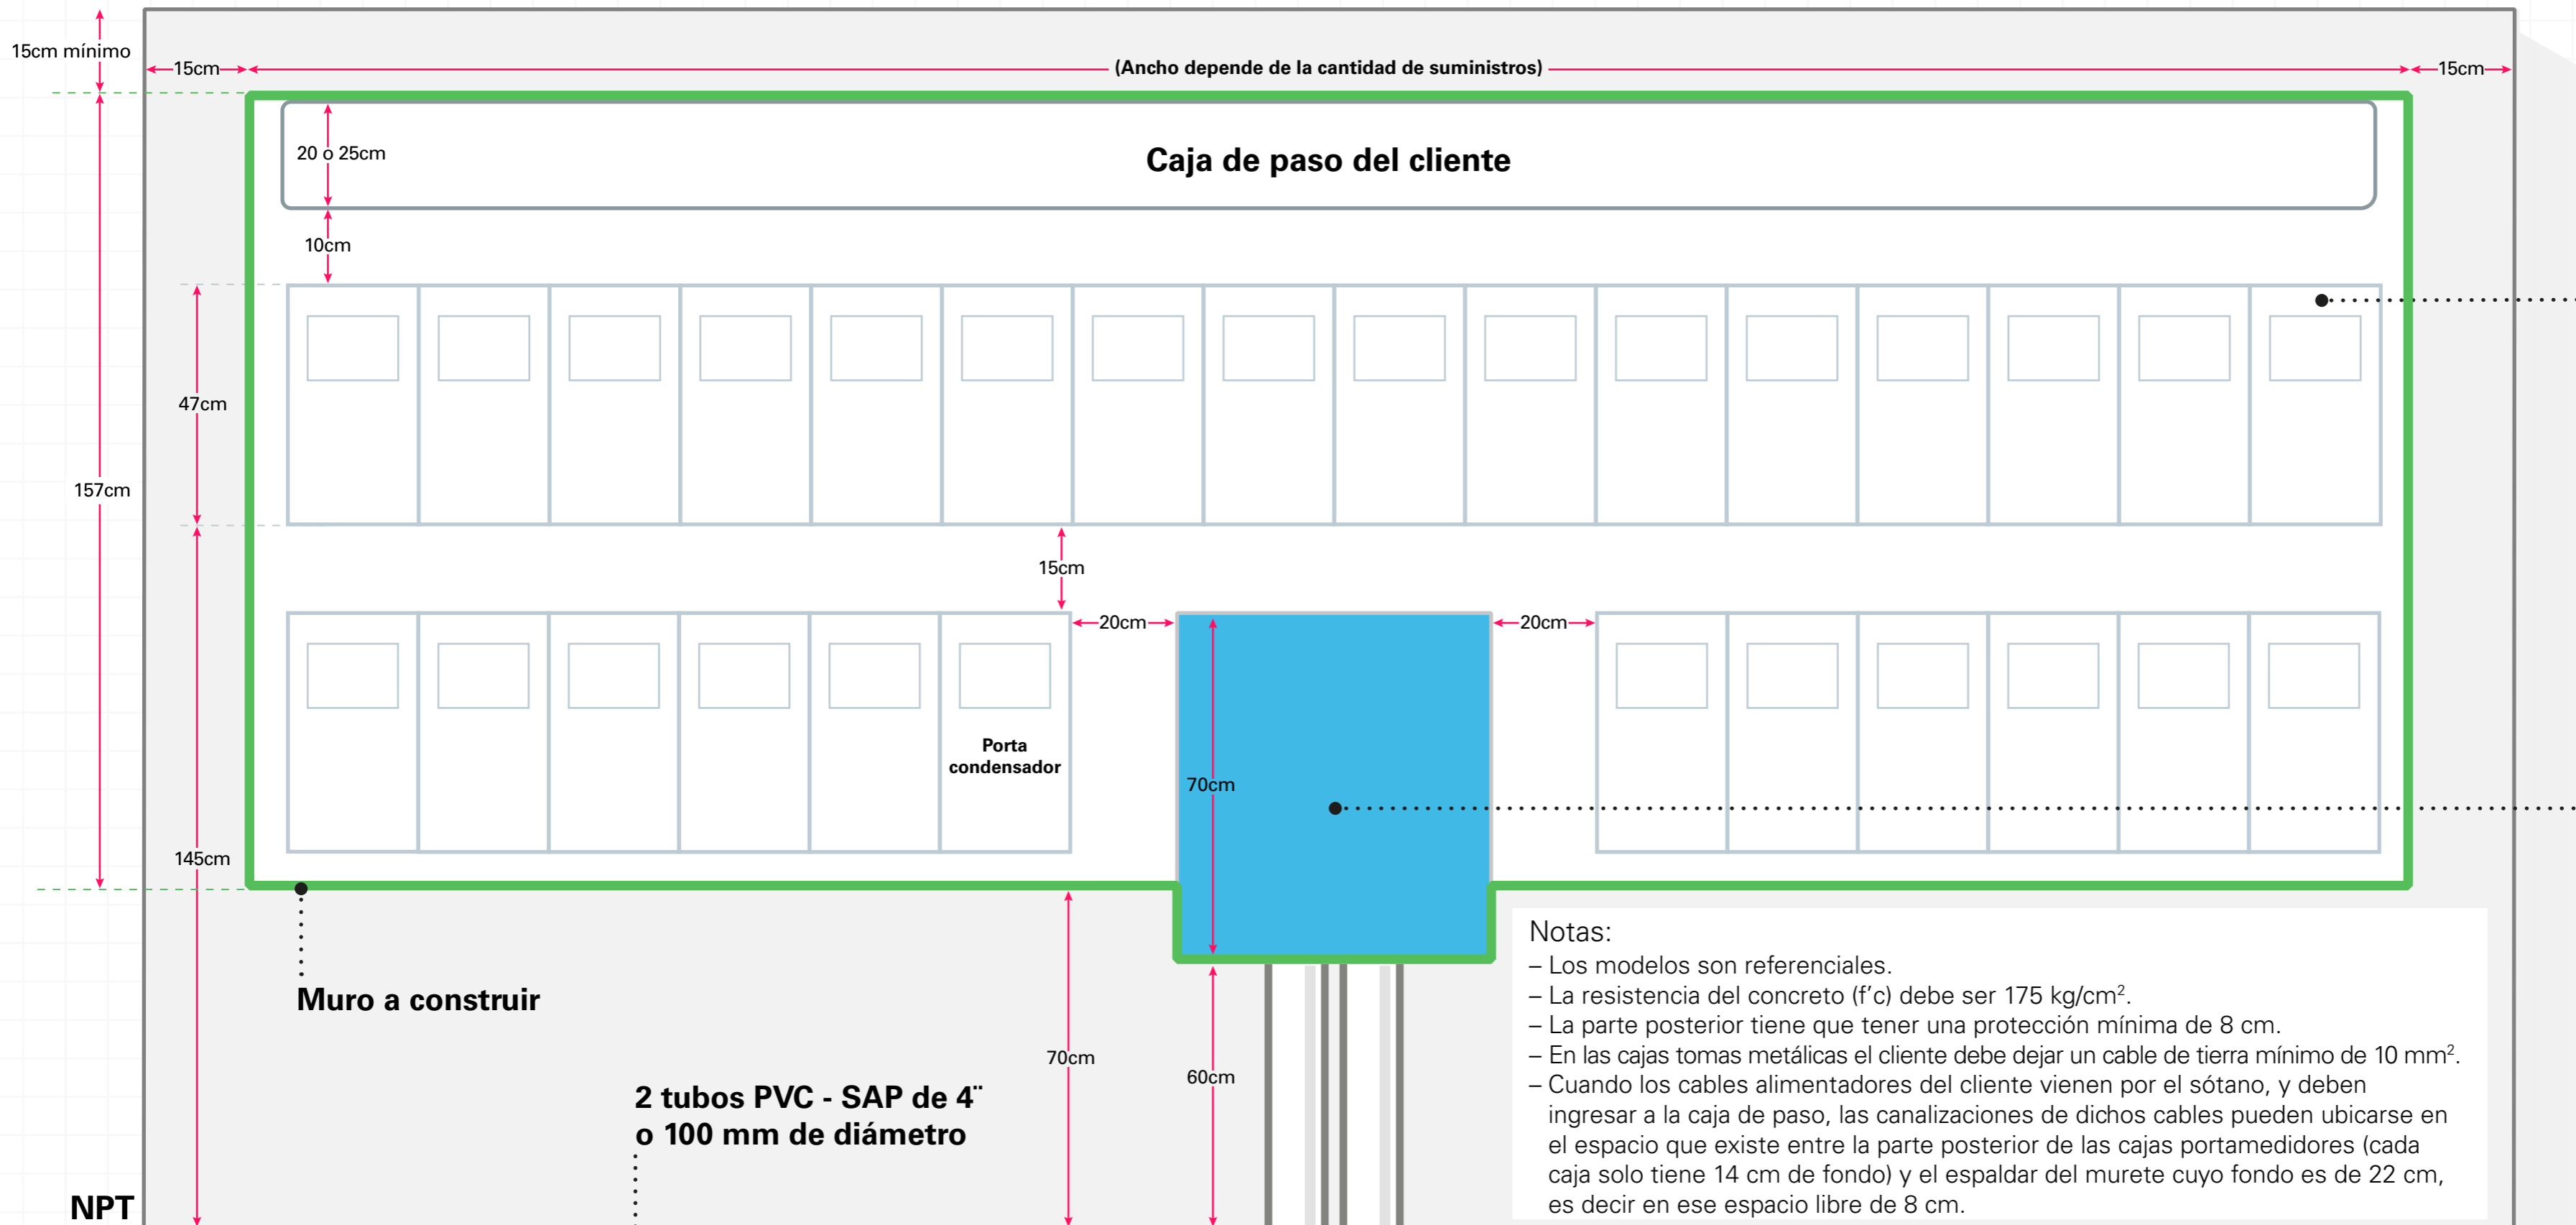 15cm mínimo
15cm
(Ancho depende de la cantidad de suministros)
15cm
20 o 25cm
Caja de paso del cliente
10cm
47cm
157cm
15cm
20cm
20cm
Porta
condensador
70cm
145cm
Muro a construir
70cm
60cm
2 tubos PVC - SAP de 4¨
o 100 mm de diámetro
NPT
Notas:
– Los modelos son referenciales.
– La resistencia del concreto (f’c) debe ser 175 kg/cm².
– La parte posterior tiene que tener una protección mínima de 8 cm.
– En las cajas tomas metálicas el cliente debe dejar un cable de tierra mínimo de 10 mm².
– Cuando los cables alimentadores del cliente vienen por el sótano, y deben
ingresar a la caja de paso, las canalizaciones de dichos cables pueden ubicarse en
el espacio que existe entre la parte posterior de las cajas portamedidores (cada
caja solo tiene 14 cm de fondo) y el espaldar del murete cuyo fondo es de 22 cm,
es decir en ese espacio libre de 8 cm.